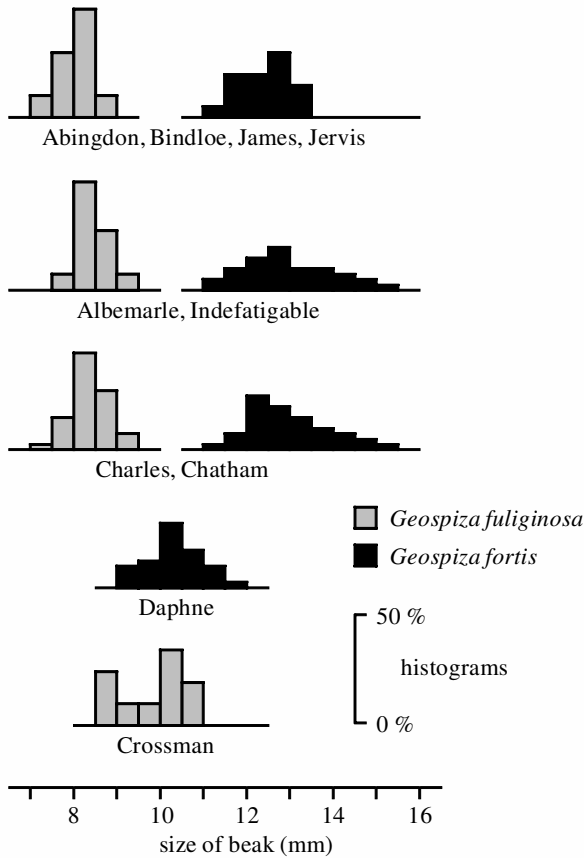 Abingdon, Bindloe, James, Jervis
Albemarle, Indefatigable
Charles, Chatham
Geospiza fuliginosa
Geospiza fortis
Daphne
50 %
histograms
0 %
Crossman
8 10 12 14 16
size of beak (mm)